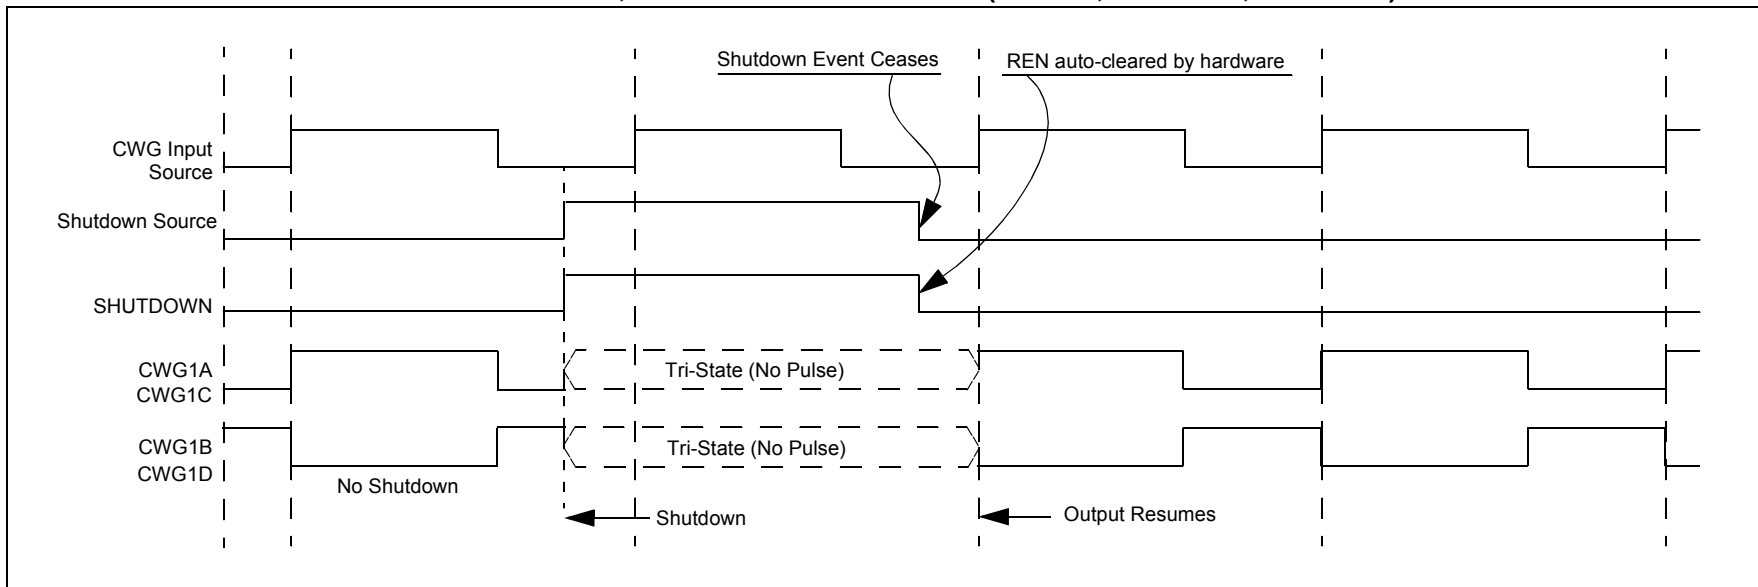 Shutdown Event Ceases
REN auto-cleared by hardware
CWG Input
Source
Shutdown Source
SHUTDOWN
CWG1A
CWG1C
Tri-State (No Pulse)
CWG1B
CWG1D
Tri-State (No Pulse)
No Shutdown
Shutdown
Output Resumes